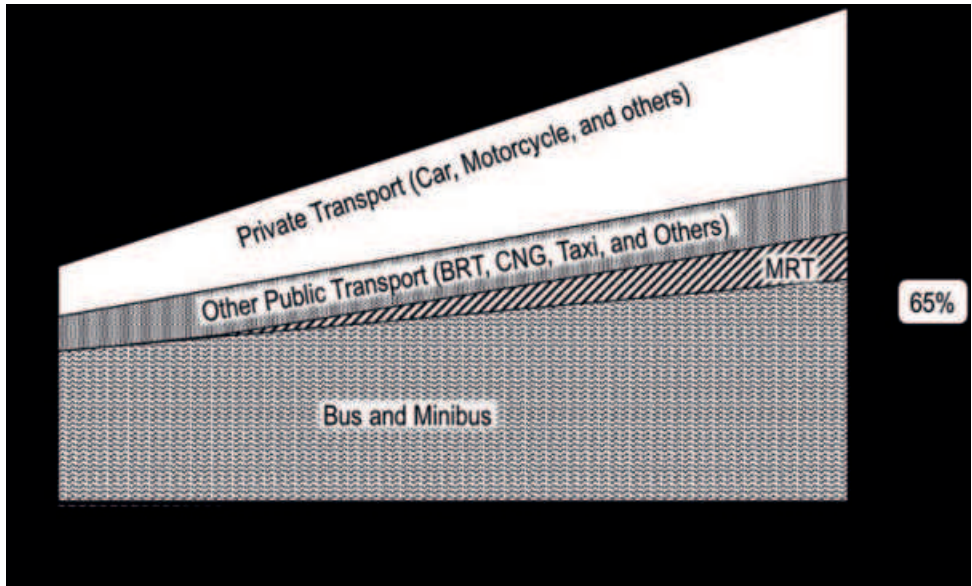 Private Transport (Car, Motorcycle, and others)
Other Public Transport (BRT, CNG, Taxi, and Others)
MRT
65%
Bus and Minibus